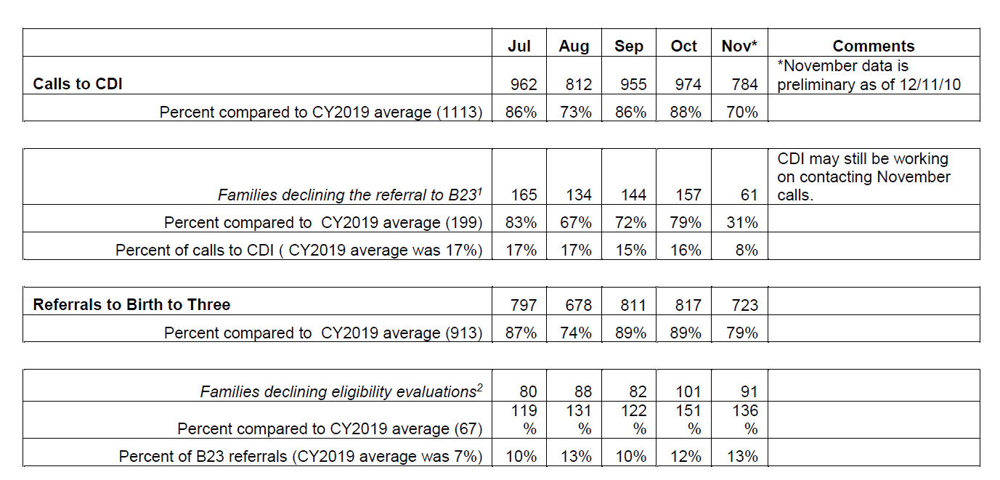 Jul Aug Sep Oct Nov* Comments
*November data is
Calls to CDI 962 812 955 974 784 preliminary as of 12/11/10
Percent compared to CY2019 average (1113) 86% 73% 86% 88% 70%
CDI may still be working
on contacting November
Families declining the referral to B23¹ 165 134 144 157 61 calls.
Percent compared to  CY2019 average (199) 83% 67% 72% 79% 31%
Percent of calls to CDI ( CY2019 average was 17%) 17% 17% 15% 16% 8%
Referrals to Birth to Three 797 678 811 817 723
Percent compared to  CY2019 average (913) 87% 74% 89% 89% 79%
Families declining eligibility evaluations² 80 88 82 101 91
119 131 122 151 136
Percent compared to CY2019 average (67) % % % % %
Percent of B23 referrals (CY2019 average was 7%) 10% 13% 10% 12% 13%